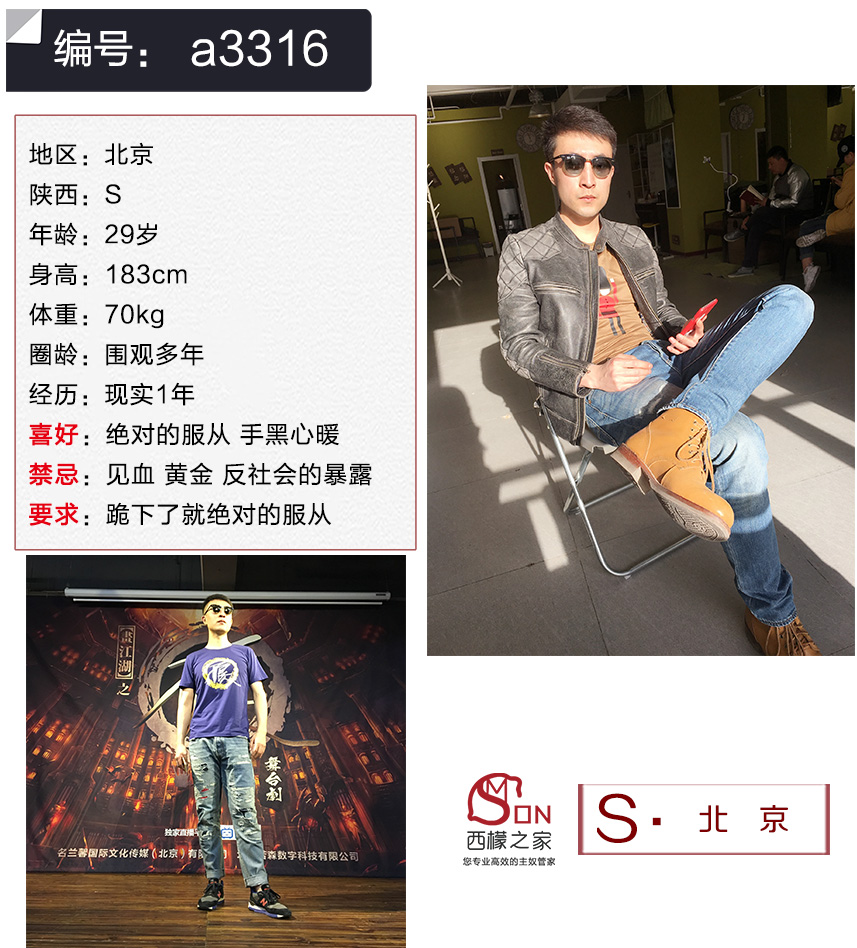 编号： a3316
地区：北京
陕西：S
年龄：29岁
身高：183cm
体重：70kg
圈龄：围观多年
经历：现实1年
喜好：绝对的服从 手黑心暖
禁忌：见血 黄金 反社会的暴露
要求：跪下了就绝对的服从
畫江湖之
舞台劇
独家直播
名兰馨国际文化传媒（北京）有限 森数字科技有限公司
SMON
西檬之家
您专业高效的主奴管家
S·北京